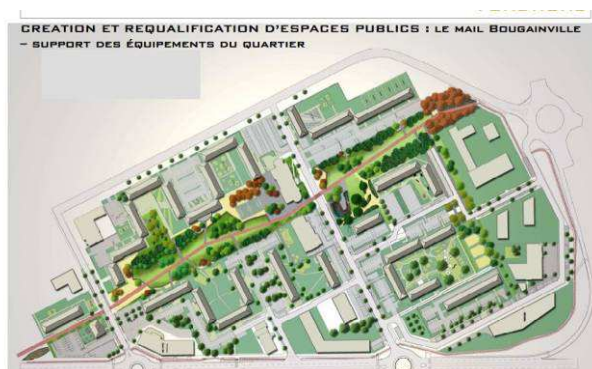 CREATION ET REQUALIFICATION D'ESPACES PUBLICS : LE MAIL BOUGAINVILLE
– SUPPORT DES ÉQUIPEMENTS DU QUARTIER